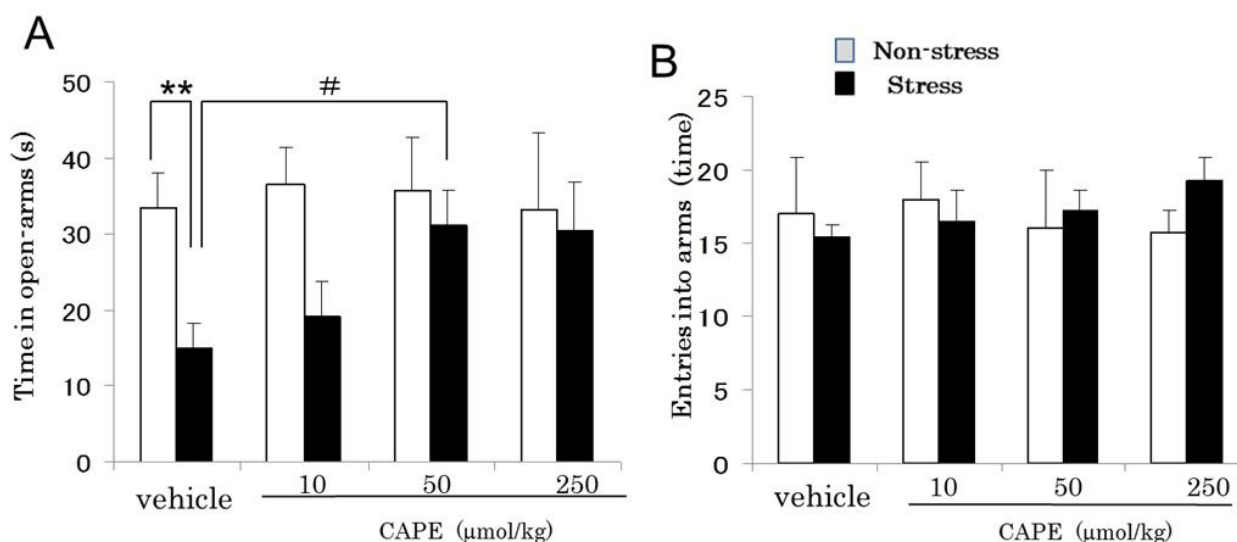 A
Time in open-arms (s)
50
40
30
20
10
0
**
#
vehicle
10
50
250
CAPE (μmol/kg)
B
Non-stress
Stress
Entries into arms (time)
25
20
15
10
5
0
vehicle
10
50
250
CAPE (μmol/kg)